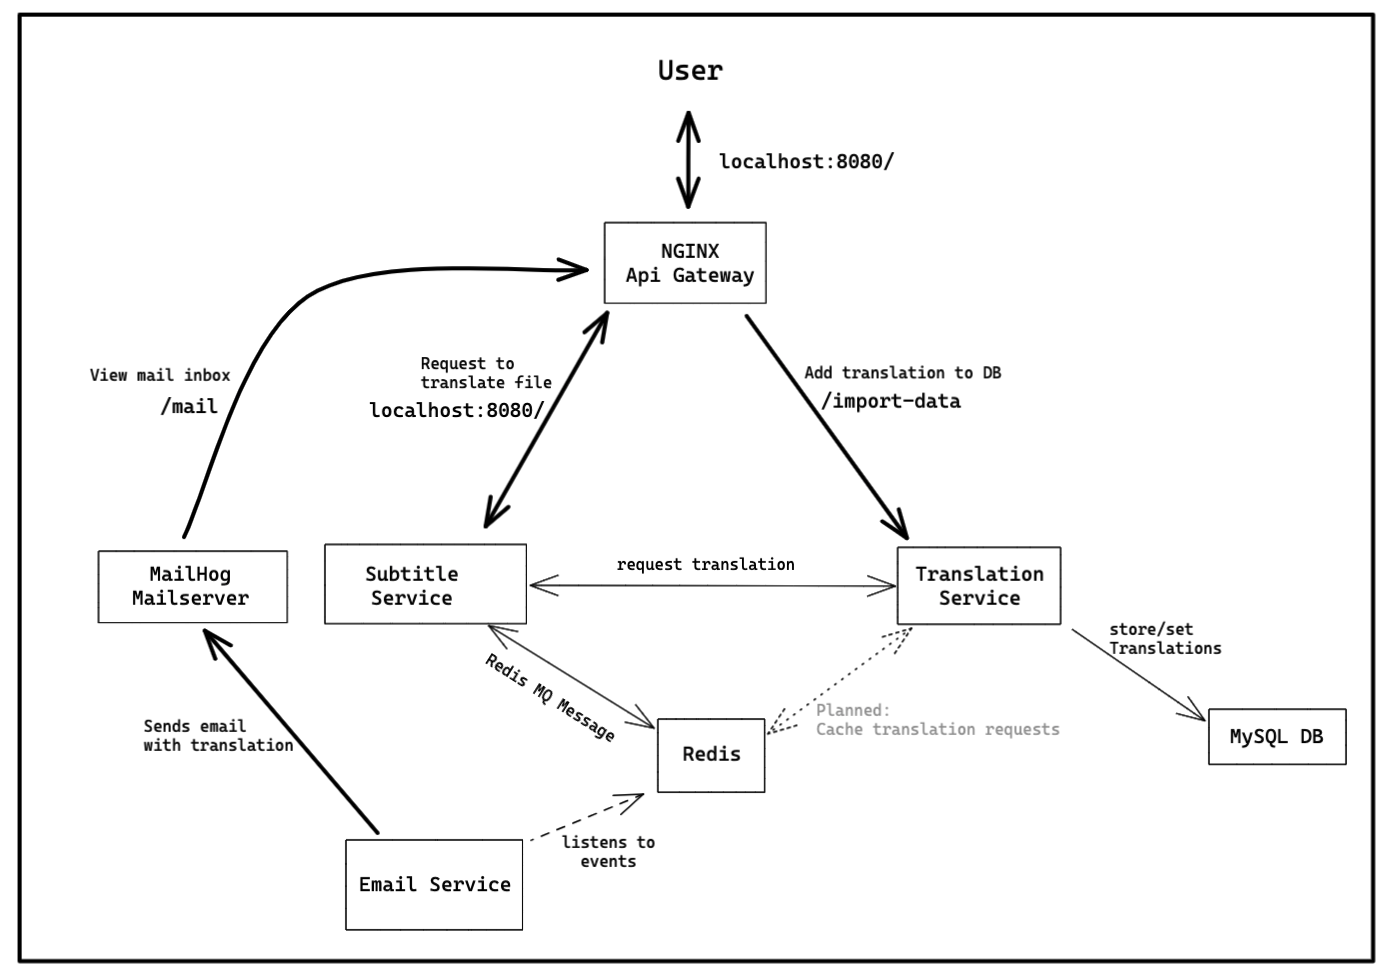 User
localhost:8080/
NGINX
Api Gateway
Request to
translate file
localhost:8080/
View mail inbox
/mail
Add translation to DB
/import-data
MailHog
Mailserver
Subtitle
Service
request translation
Translation
Service
store/set
Translations
Redis MQ Message
Planned:
Cache translation requests
Redis
MySQL DB
Sends email
with translation
listens to
events
Email Service